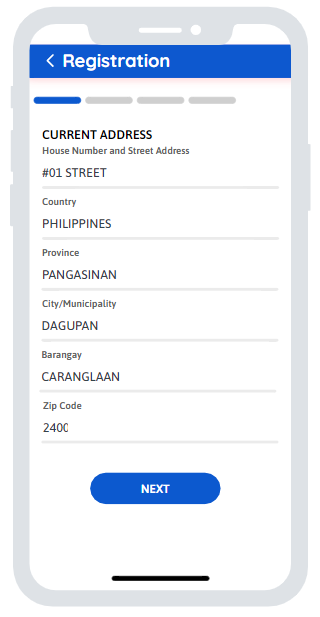 Registration
CURRENT ADDRESS
House Number and Street Address
#01 STREET
Country
PHILIPPINES
Province
PANGASINAN
City/Municipality
DAGUPAN
Barangay
CARANGLAAN
Zip Code
2400
NEXT